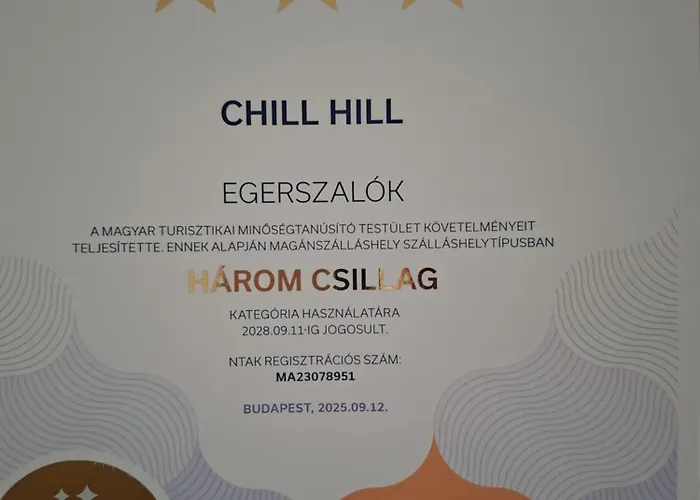 CHILL HILL
EGERSZALÓK
A MAGYAR TURISZTIKAI MINŐSÉGTANÚSÍTÓ TESTÜLET KÖVETELMÉNYEIT
TELJESÍTETTE. ENNEK ALAPJÁN MAGÁNSZÁLLÁSHELY SZÁLLÁSHELYTÍPUSBAN
HÁROM CSILLAG
KATEGÓRIA HASZNÁLATÁRA
2028.09.11-IG JOGOSULT.
NTAK REGISZTRÁCIÓS SZÁM:
MA23078951
BUDAPEST, 2025.09.12.